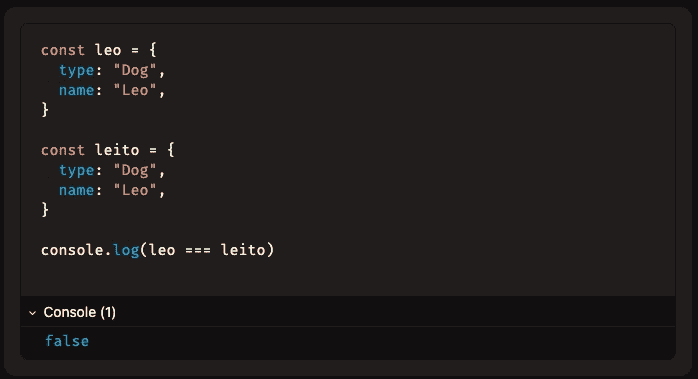 const leo = {
  type: "Dog",
  name: "Leo",
}

const leito = {
  type: "Dog",
  name: "Leo",
}

console.log(leo === leito)
Console (1)
false